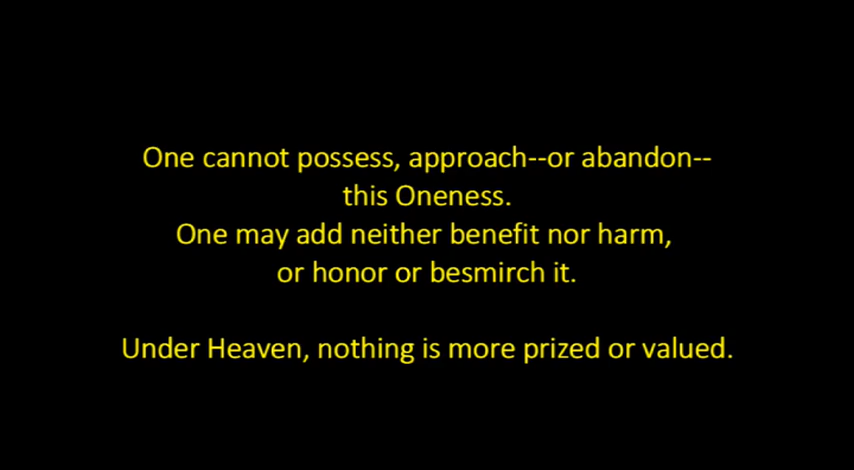 One cannot possess, approach--or abandon--
this Oneness.
One may add neither benefit nor harm,
or honor or besmirch it.
Under Heaven, nothing is more prized or valued.